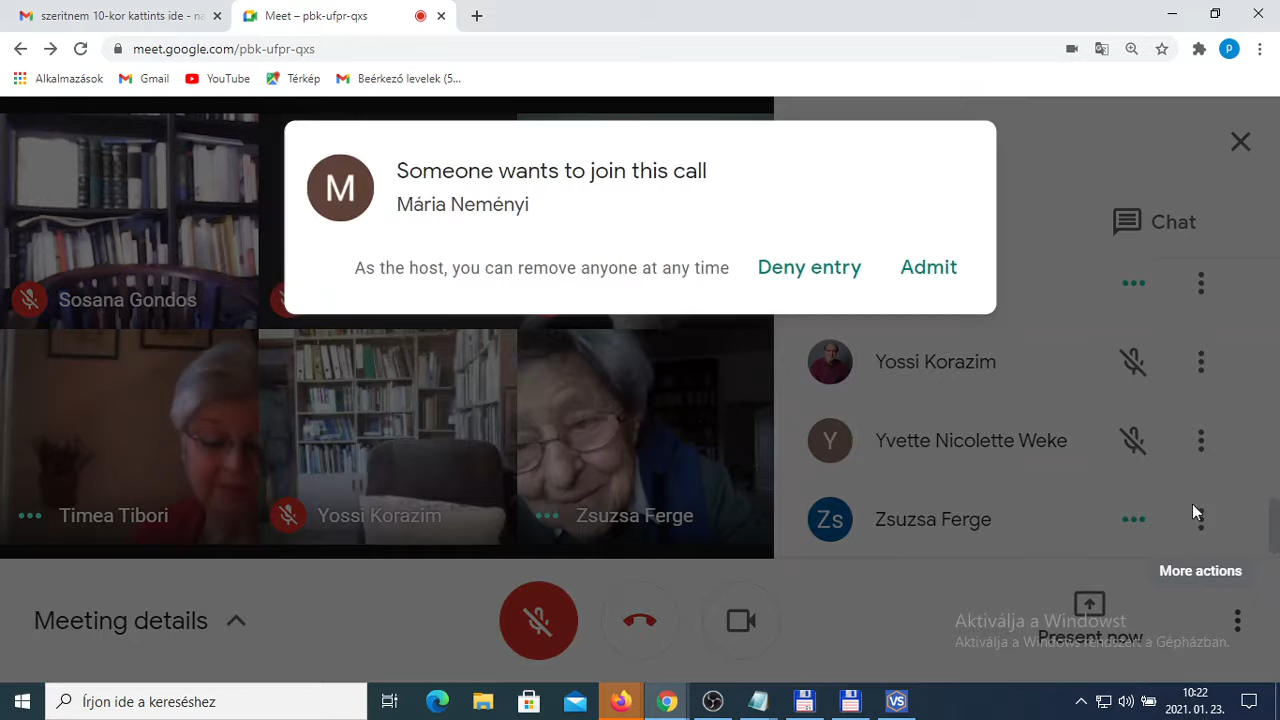 szeritnem 10-kor kattints ide - na
Meet – pbk-ufpr-qxs
meet.google.com/pbk-ufpr-qxs
P
Alkalmazások
Gmail
YouTube
Térkép
Beérkező levelek (5...
M
Someone wants to join this call
Mária Neményi
As the host, you can remove anyone at any time
Deny entry
Admit
Chat
Sosana Gondos
Yossi Korazim
Y
Yvette Nicolette Weke
Timea Tibori
Yossi Korazim
Zsuzsa Ferge
Zs
Zsuzsa Ferge
More actions
Meeting details
Present now
Aktiválja a Windowst
Aktiválja a Windows rendszert a Gépházban.
Írjon ide a kereséshez
VS
10:22
2021. 01. 23.